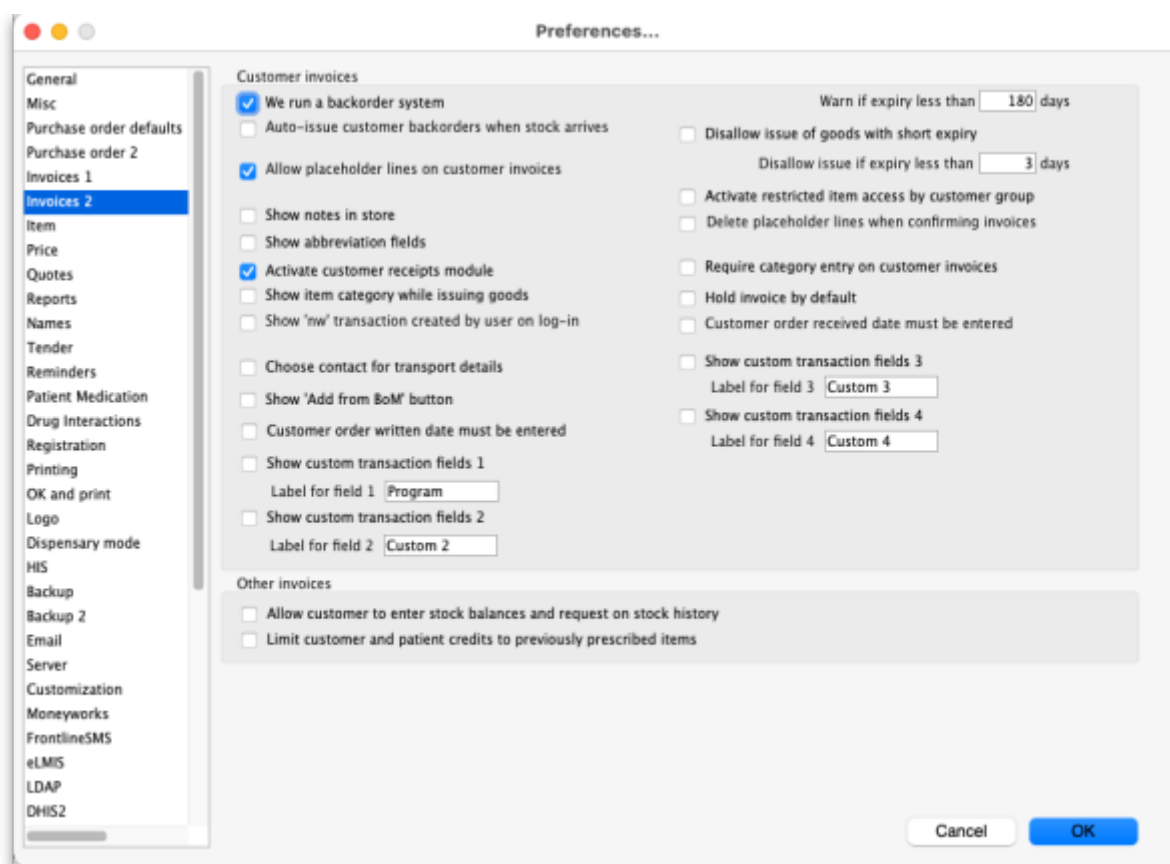 Preferences...
General
Misc
Purchase order defaults
Purchase order 2
Invoices 1
Invoices 2
Item
Price
Quotes
Reports
Names
Tender
Reminders
Patient Medication
Drug Interactions
Registration
Printing
OK and print
Logo
Dispensary mode
HIS
Backup
Backup 2
Email
Server
Customization
Moneyworks
FrontlineSMS
eLMIS
LDAP
DHIS2
Customer invoices
We run a backorder system
Auto-issue customer backorders when stock arrives
Allow placeholder lines on customer invoices
Show notes in store
Show abbreviation fields
Activate customer receipts module
Show item category while issuing goods
Show 'nw' transaction created by user on log-in
Choose contact for transport details
Show 'Add from BoM' button
Customer order written date must be entered
Show custom transaction fields 1
Label for field 1 Program
Show custom transaction fields 2
Label for field 2 Custom 2
Warn if expiry less than 180 days
Disallow issue of goods with short expiry
Disallow issue if expiry less than 3 days
Activate restricted item access by customer group
Delete placeholder lines when confirming invoices
Require category entry on customer invoices
Hold invoice by default
Customer order received date must be entered
Show custom transaction fields 3
Label for field 3 Custom 3
Show custom transaction fields 4
Label for field 4 Custom 4
Other invoices
Allow customer to enter stock balances and request on stock history
Limit customer and patient credits to previously prescribed items
Cancel
OK